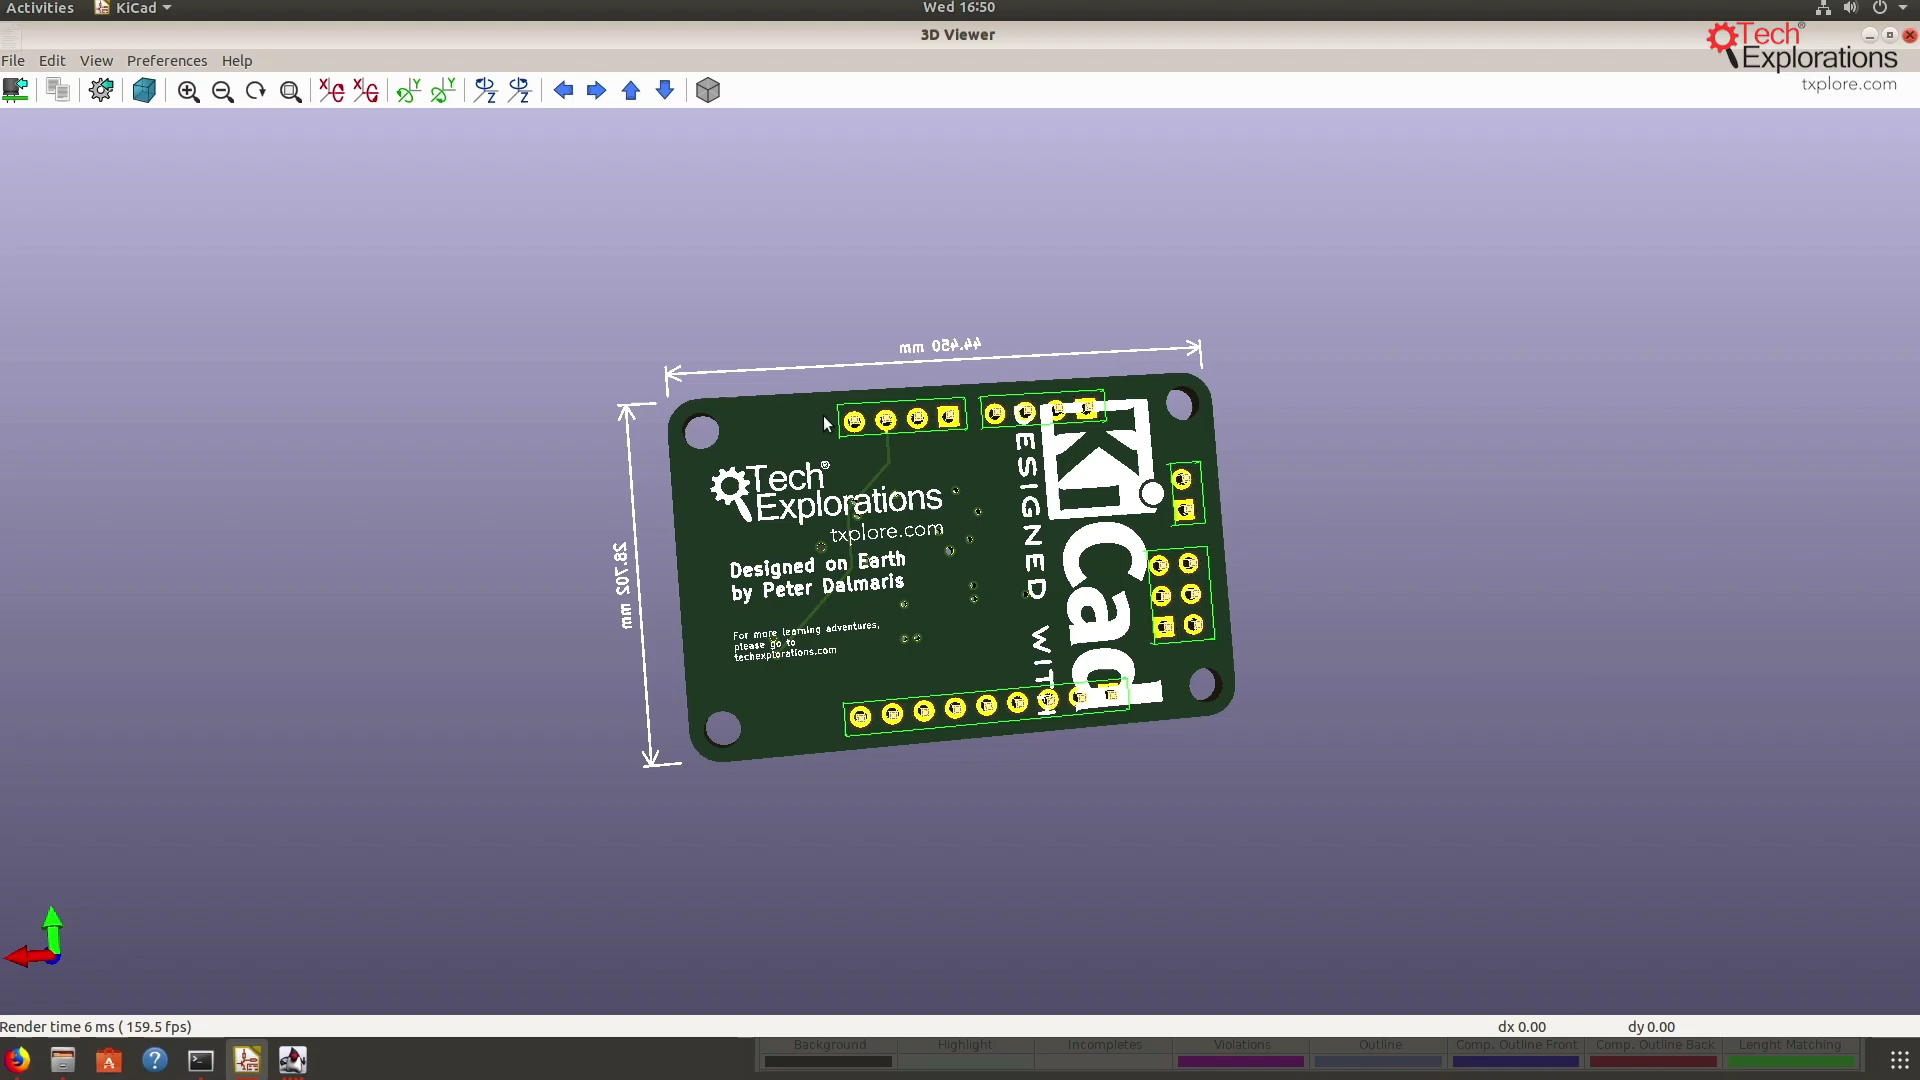 Activities KiCad Wed 16:50
3D Viewer
File Edit View Preferences Help
Tech®
Explorations
txplore.com
44.450 mm
28.702 mm
Tech®
Explorations
txplore.com
Designed on Earth
by Peter Dalmaris
For more learning adventures,
please go to
techexplorations.com
DESIGNED WITH
KiCad
Render time 6 ms ( 159.5 fps) dx 0.00 dy 0.00
Background Highlight Incompletes Violations Outline Comp. Outline Front Comp. Outline Back Lenght Matching